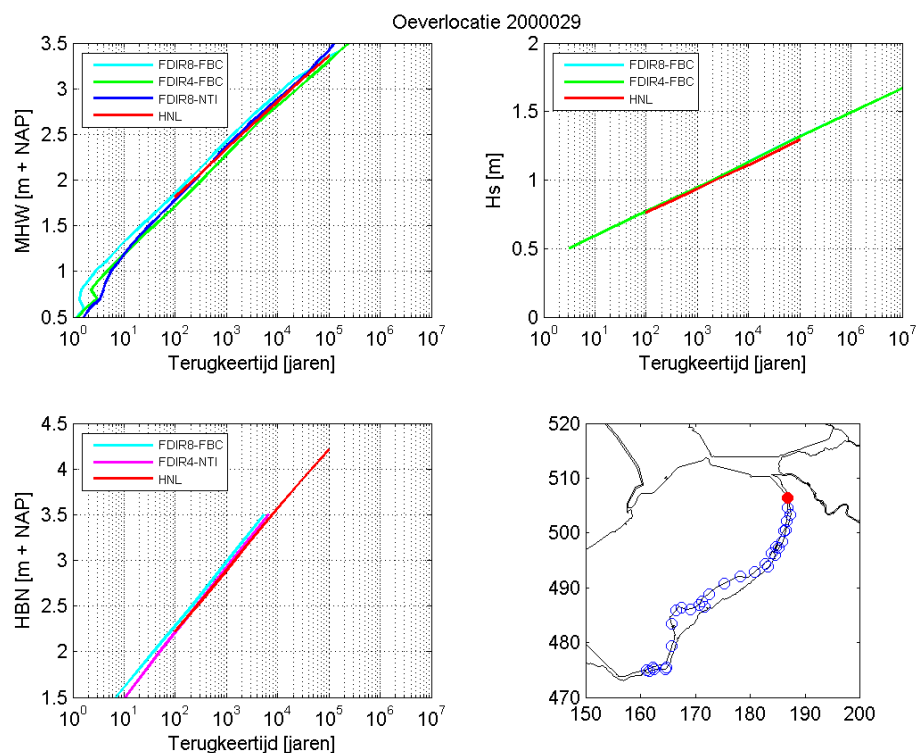 Oeverlocatie 2000029
3.5
3
2.5
2
1.5
1
0.5
MHW [m + NAP]
FDIR8-FBC
FDIR4-FBC
FDIR8-NTI
HNL
10^0 10^1 10^2 10^3 10^4 10^5 10^6 10^7
Terugkeertijd [jaren]
2
1.5
1
0.5
0
Hs [m]
FDIR8-FBC
FDIR4-FBC
HNL
10^0 10^1 10^2 10^3 10^4 10^5 10^6 10^7
Terugkeertijd [jaren]
4.5
4
3.5
3
2.5
2
1.5
HBN [m + NAP]
FDIR8-FBC
FDIR4-NTI
HNL
10^0 10^1 10^2 10^3 10^4 10^5 10^6 10^7
Terugkeertijd [jaren]
520
510
500
490
480
470
150 160 170 180 190 200